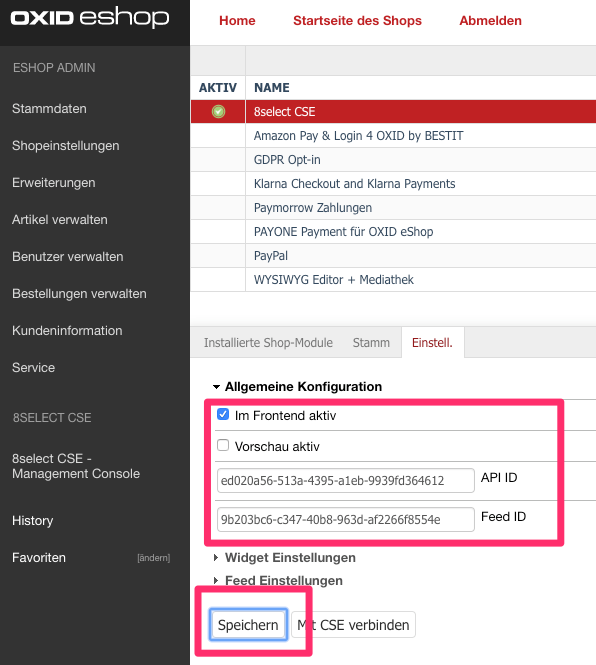 OXID eshop
ESHOP ADMIN
Stammdaten
Shopeinstellungen
Erweiterungen
Artikel verwalten
Benutzer verwalten
Bestellungen verwalten
Kundeninformation
Service
8SELECT CSE
8select CSE -
Management Console
History
Favoriten [ändern]
Home Startseite des Shops Abmelden
AKTIV NAME
8select CSE
Amazon Pay & Login 4 OXID by BESTIT
GDPR Opt-in
Klarna Checkout and Klarna Payments
Paymorrow Zahlungen
PAYONE Payment für OXID eShop
PayPal
WYSIWYG Editor + Mediathek
Installierte Shop-Module Stamm Einstell.
Allgemeine Konfiguration
Im Frontend aktiv
Vorschau aktiv
ed020a56-513a-4395-a1eb-9939fd364612 API ID
9b203bc6-c347-40b8-963d-af2266f8554e Feed ID
Widget Einstellungen
Feed Einstellungen
Speichern Mit CSE verbinden